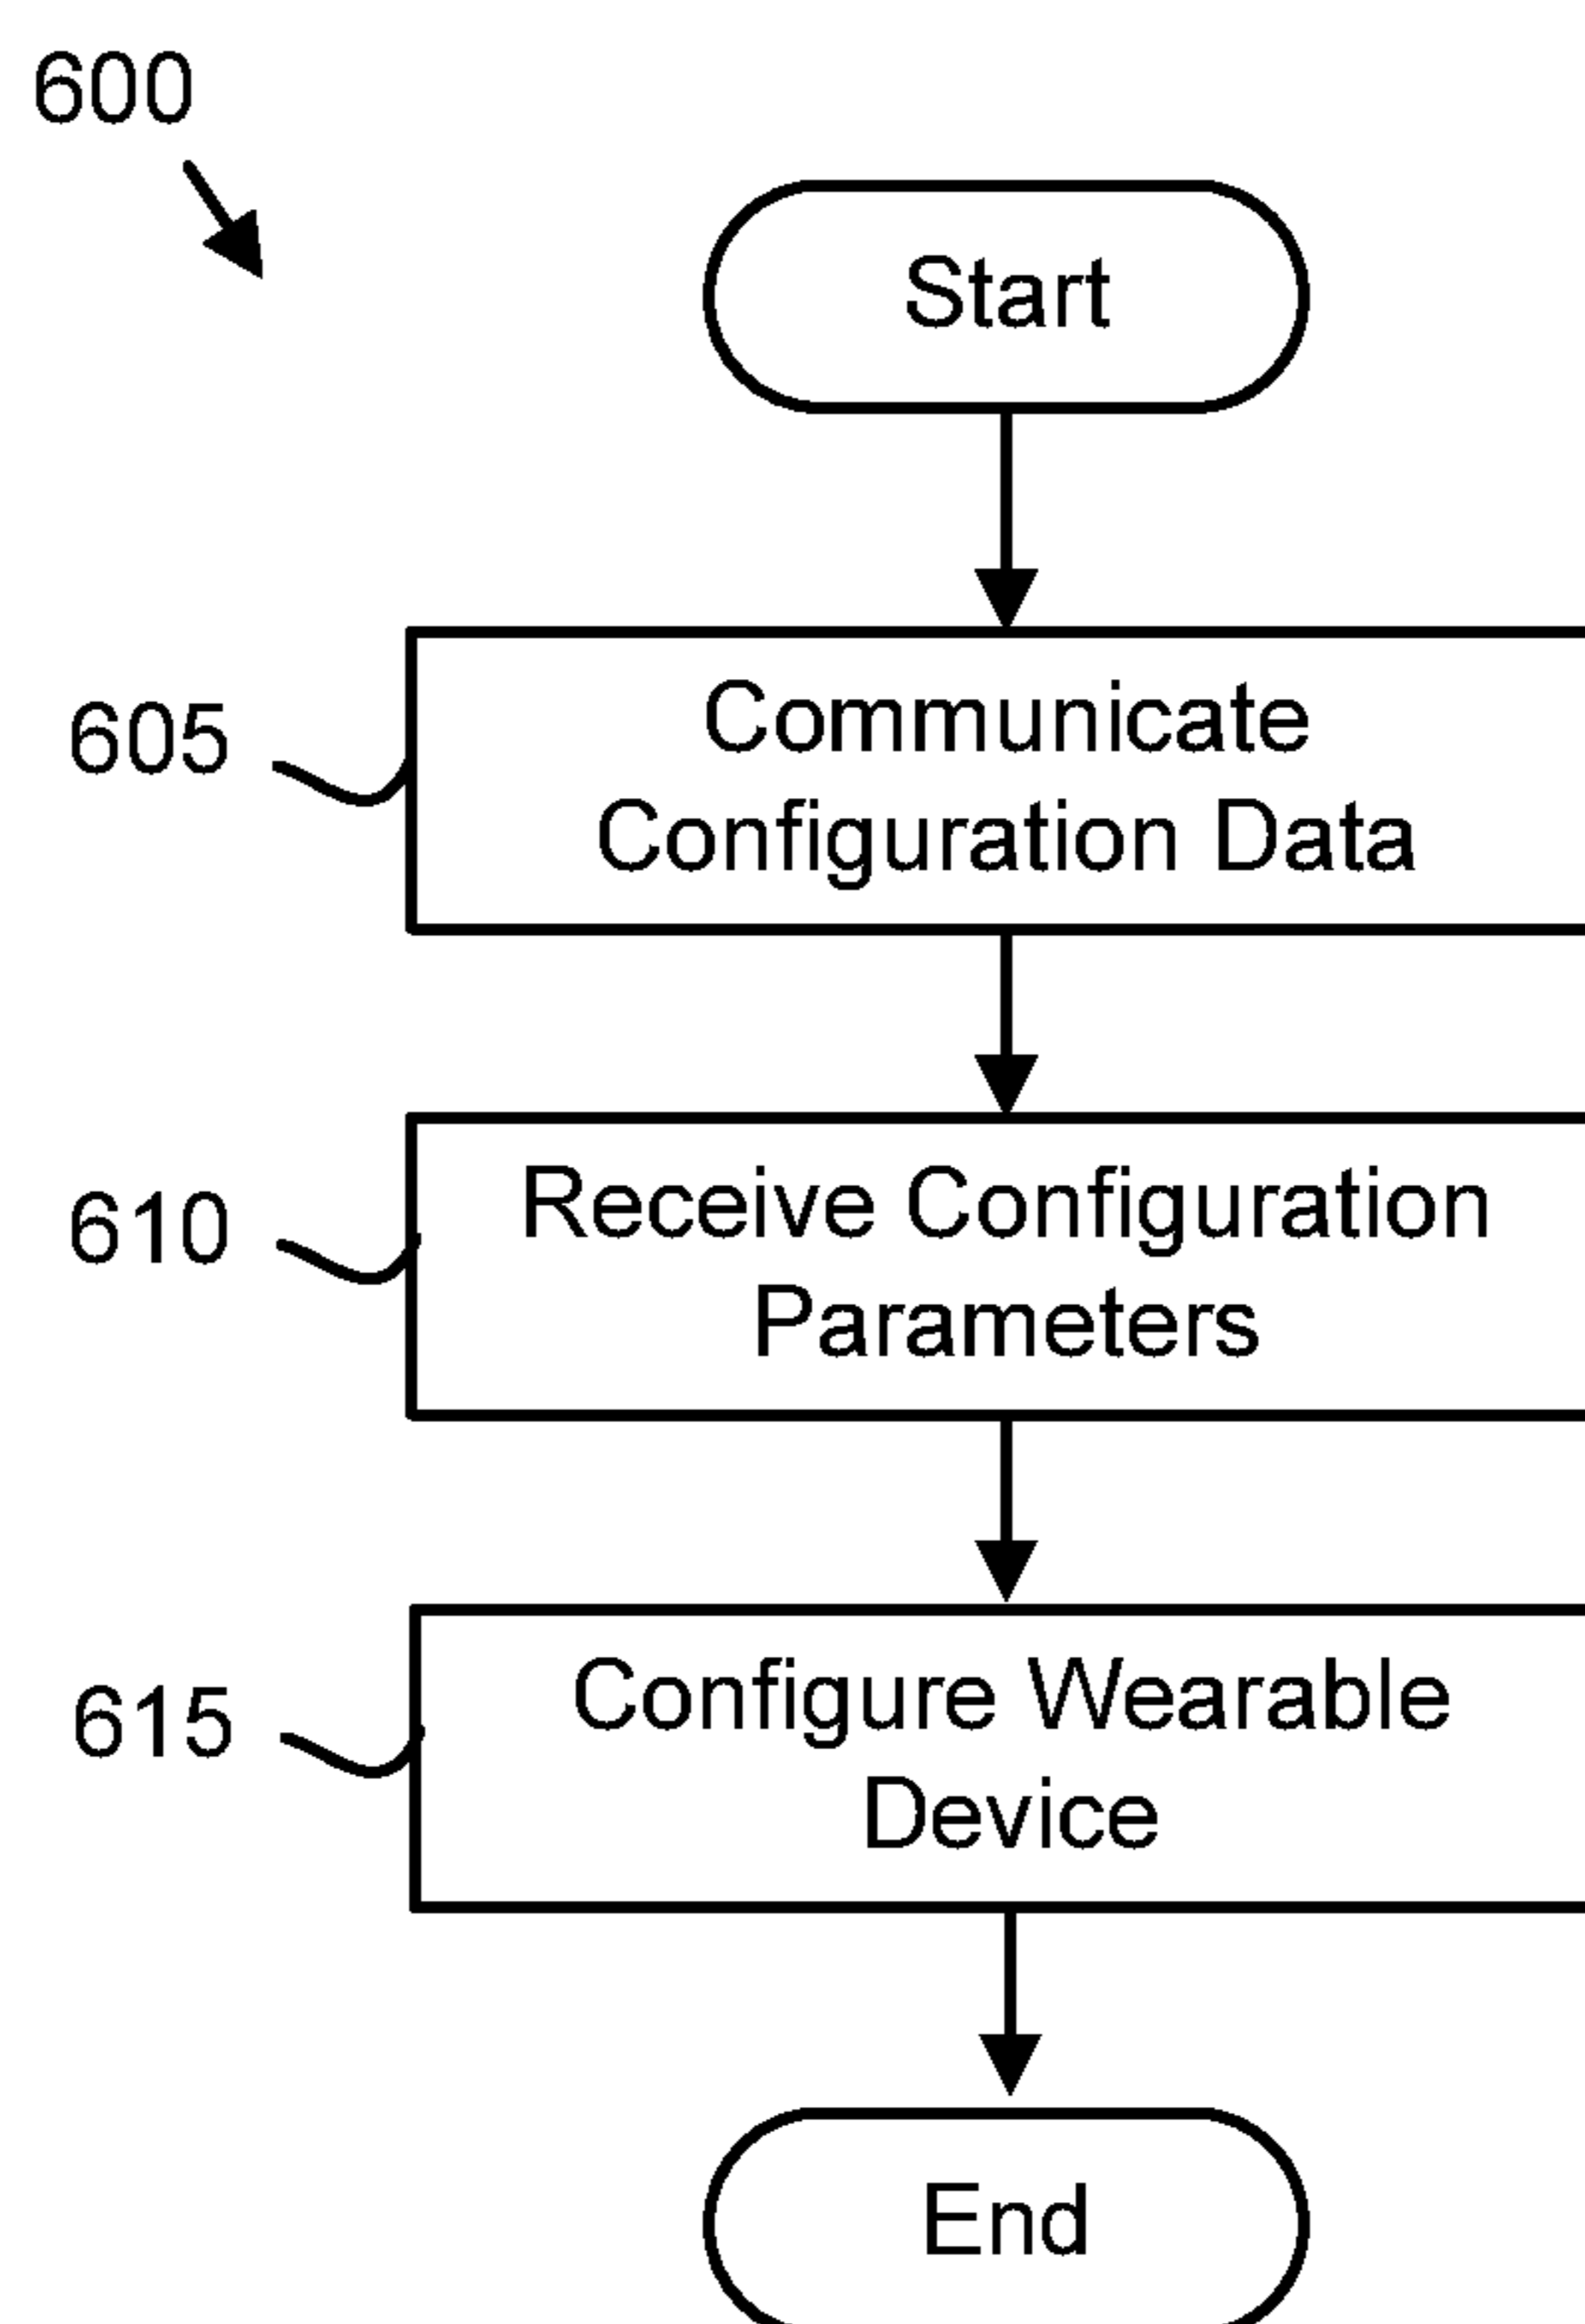 600
Start
605
Communicate
Configuration Data
610
Receive Configuration
Parameters
615
Configure Wearable
Device
End